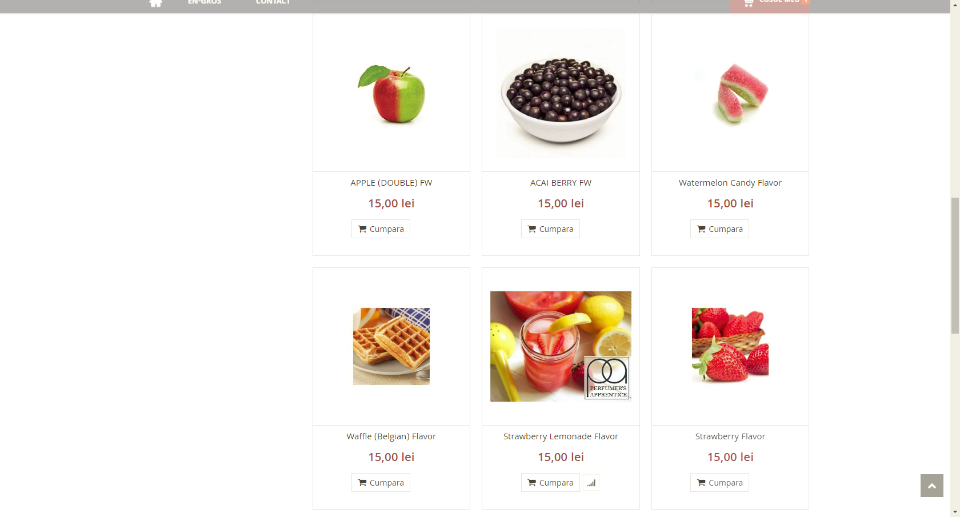 EN-GROS
CONTACT
APPLE (DOUBLE) FW
15,00 lei
Cumpara
ACAI BERRY FW
15,00 lei
Cumpara
Watermelon Candy Flavor
15,00 lei
Cumpara
PERFUMER'S
APPRENTICE
Waffle (Belgian) Flavor
15,00 lei
Cumpara
Strawberry Lemonade Flavor
15,00 lei
Cumpara
Strawberry Flavor
15,00 lei
Cumpara